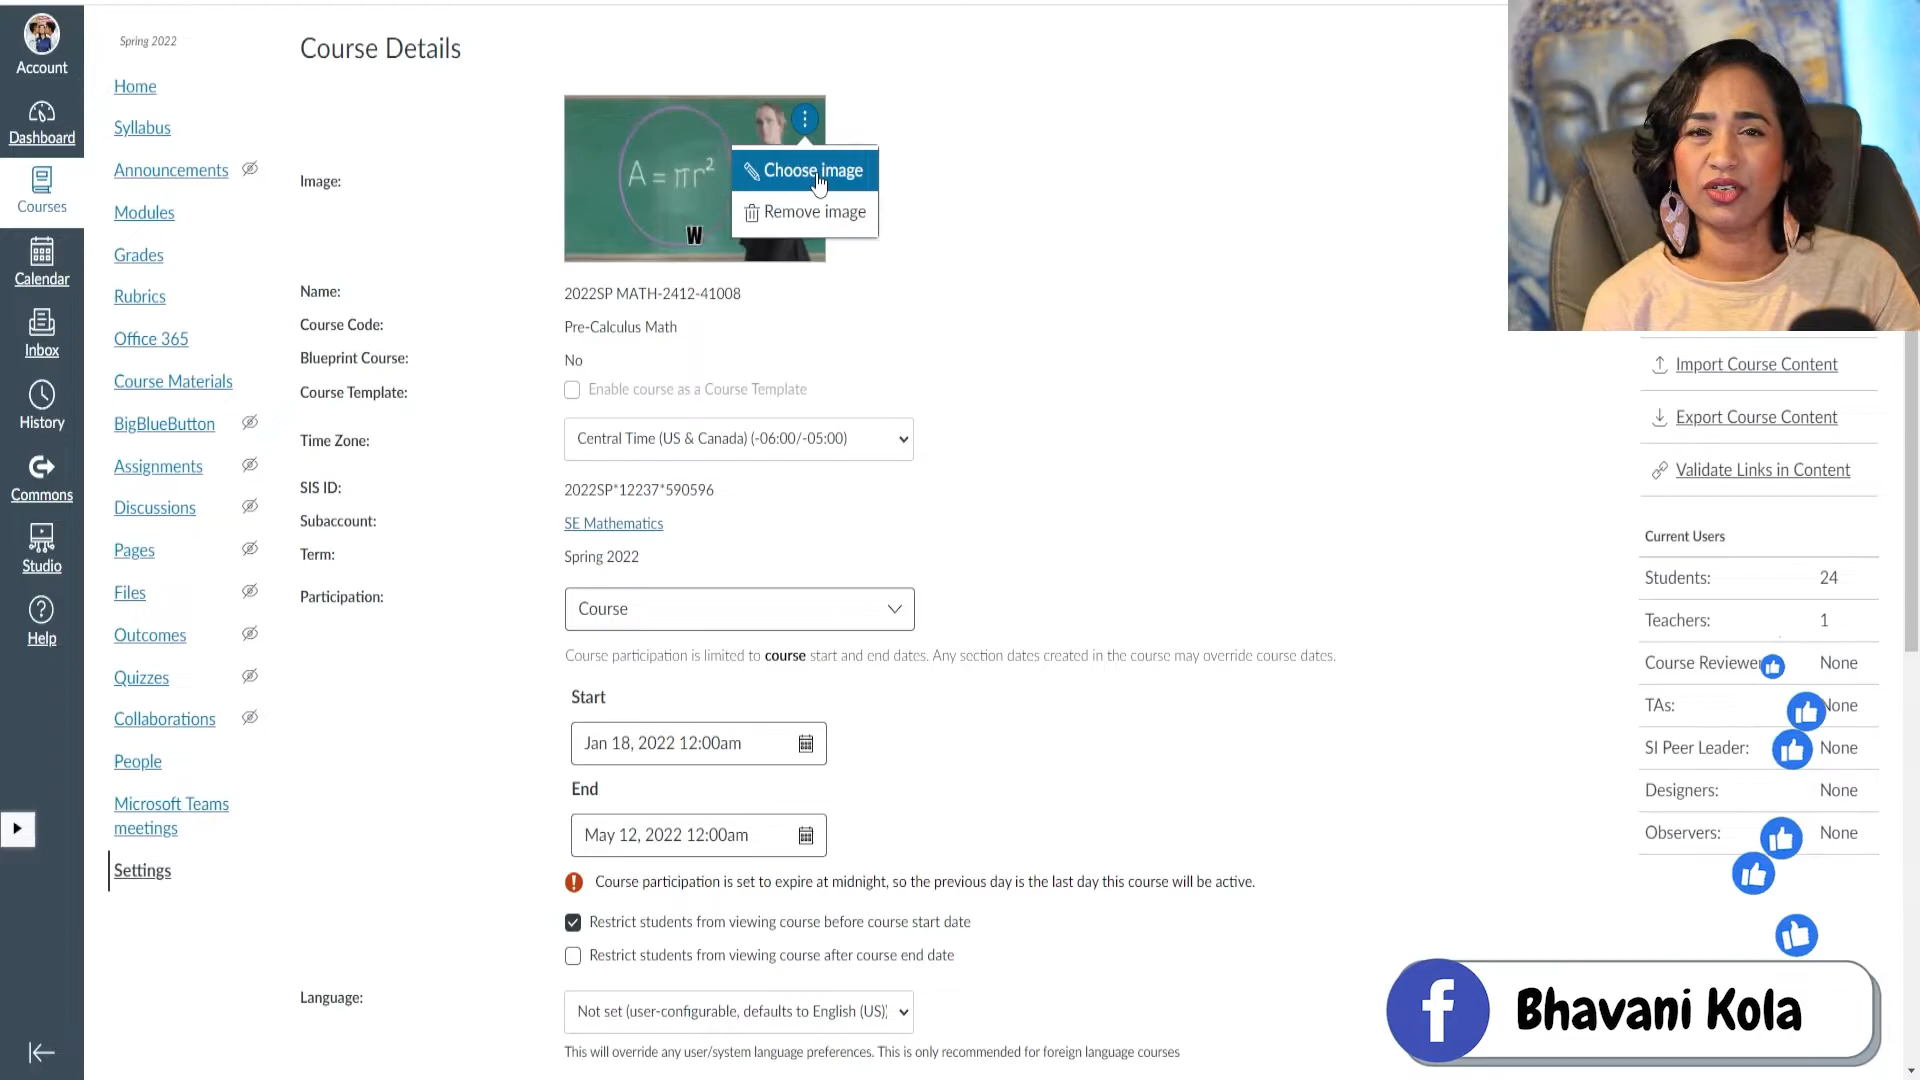 Account
Dashboard
Courses
Calendar
Inbox
History
Commons
Studio
Help
Spring 2022
Home
Syllabus
Announcements
Modules
Grades
Rubrics
Office 365
Course Materials
BigBlueButton
Assignments
Discussions
Pages
Files
Outcomes
Quizzes
Collaborations
People
Microsoft Teams
meetings
Settings
Course Details
Image:
A = πr²
W
Choose image
Remove image
Name:
2022SP MATH-2412-41008
Course Code:
Pre-Calculus Math
Blueprint Course:
No
Course Template:
Enable course as a Course Template
Time Zone:
Central Time (US & Canada) (-06:00/-05:00)
SIS ID:
2022SP*12237*590596
Subaccount:
SE Mathematics
Term:
Spring 2022
Participation:
Course
Course participation is limited to course start and end dates. Any section dates created in the course may override course dates.
Start
Jan 18, 2022 12:00am
End
May 12, 2022 12:00am
Course participation is set to expire at midnight, so the previous day is the last day this course will be active.
Restrict students from viewing course before course start date
Restrict students from viewing course after course end date
Language:
Not set (user-configurable, defaults to English (US))
This will override any user/system language preferences. This is only recommended for foreign language courses
Import Course Content
Export Course Content
Validate Links in Content
Current Users
Students: 24
Teachers: 1
Course Reviewer None
TAs: None
SI Peer Leader: None
Designers: None
Observers: None
f Bhavani Kola